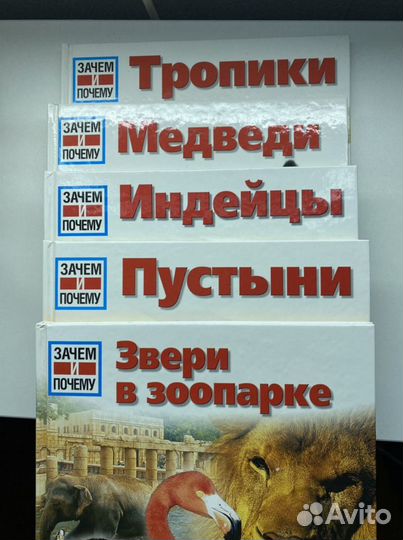 ЗАЧЕМ
И
ПОЧЕМУ
Тропики
ЗАЧЕМ
И
ПОЧЕМУ
Медведи
ЗАЧЕМ
И
ПОЧЕМУ
Индейцы
ЗАЧЕМ
И
ПОЧЕМУ
Пустыни
ЗАЧЕМ
И
ПОЧЕМУ
Звери
в зоопарке
Avito